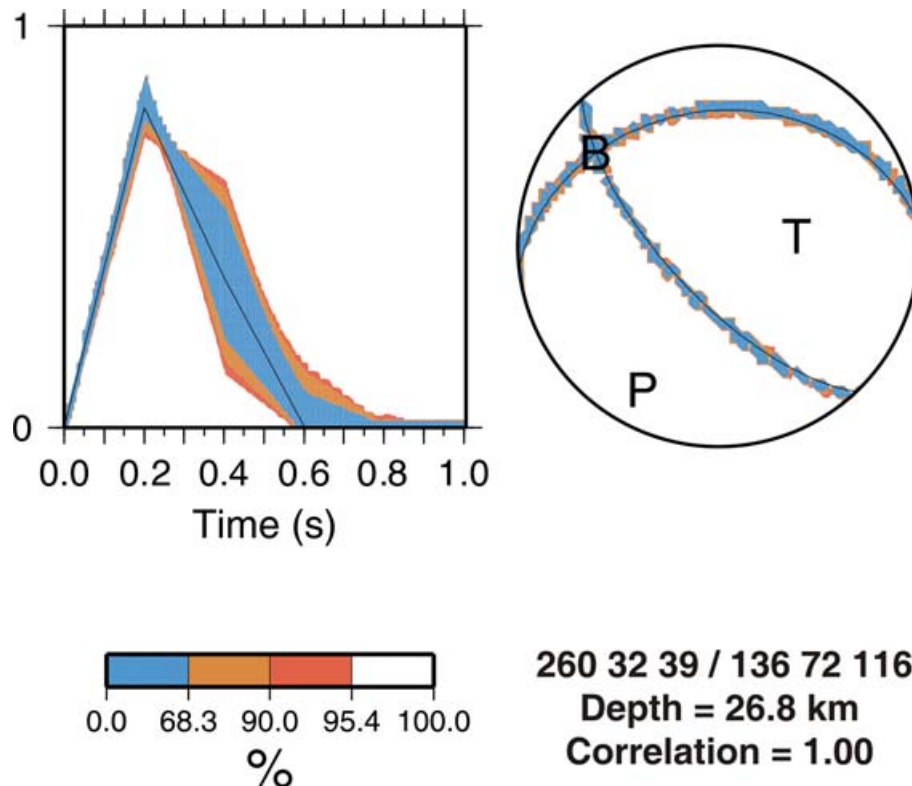 1
0
0.0 0.2 0.4 0.6 0.8 1.0
Time (s)
B
T
P
0.0 68.3 90.0 95.4 100.0
%
260 32 39 / 136 72 116
Depth = 26.8 km
Correlation = 1.00